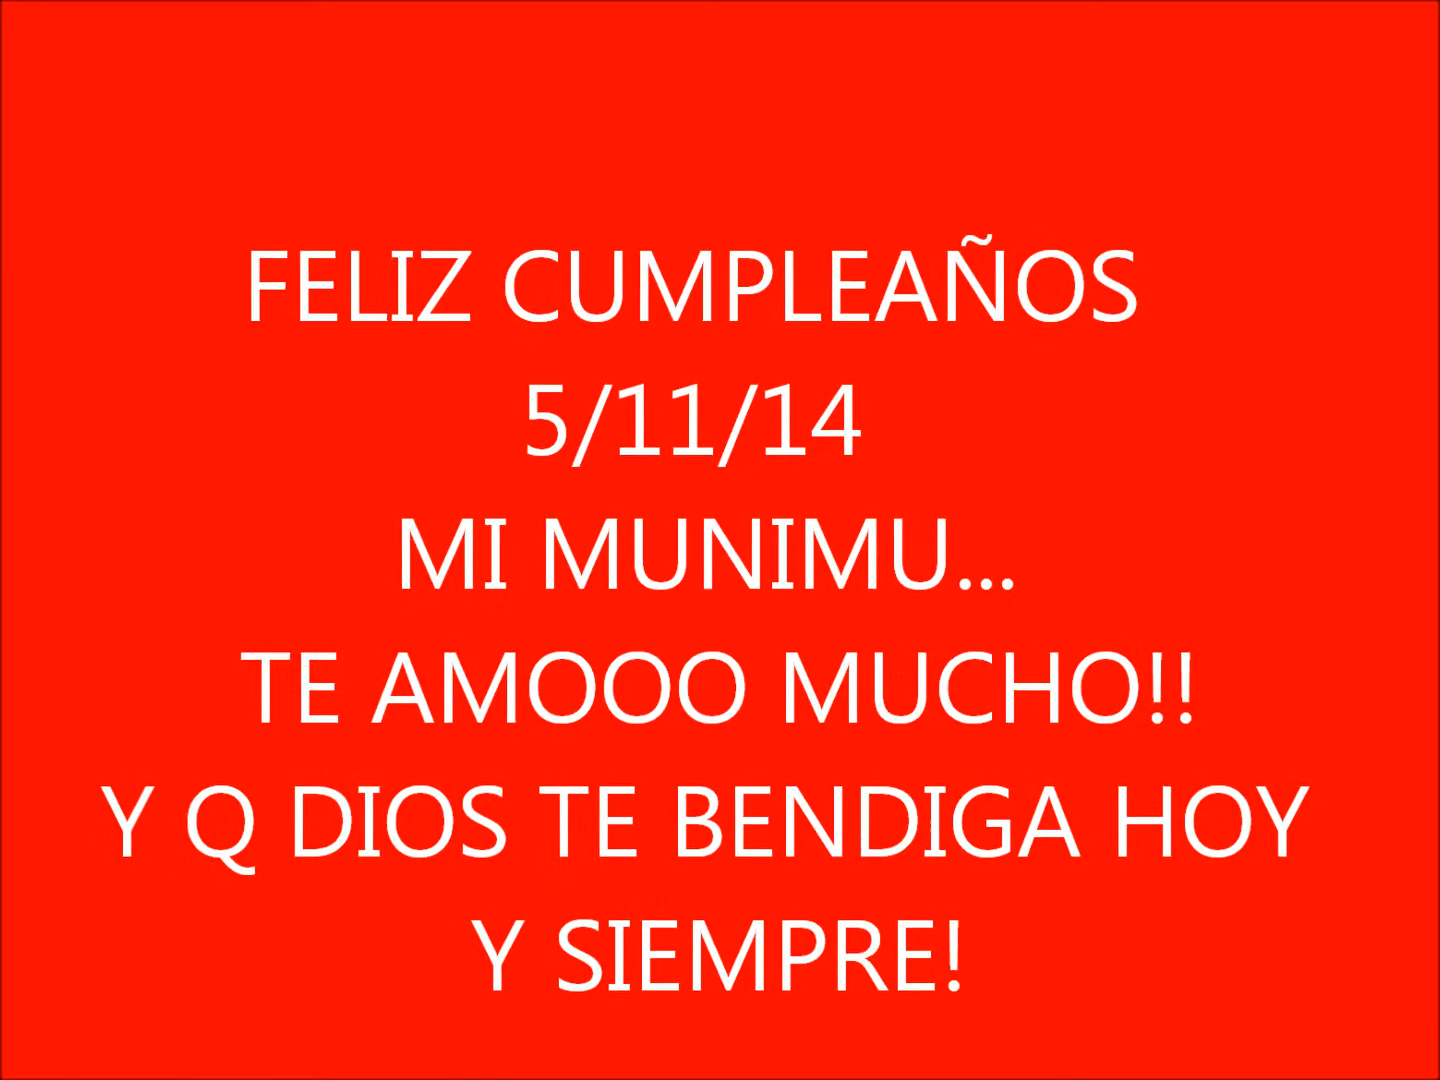 FELIZ CUMPLEAÑOS
5/11/14
MI MUNIMU...
TE AMOOO MUCHO!!
Y Q DIOS TE BENDIGA HOY
Y SIEMPRE!